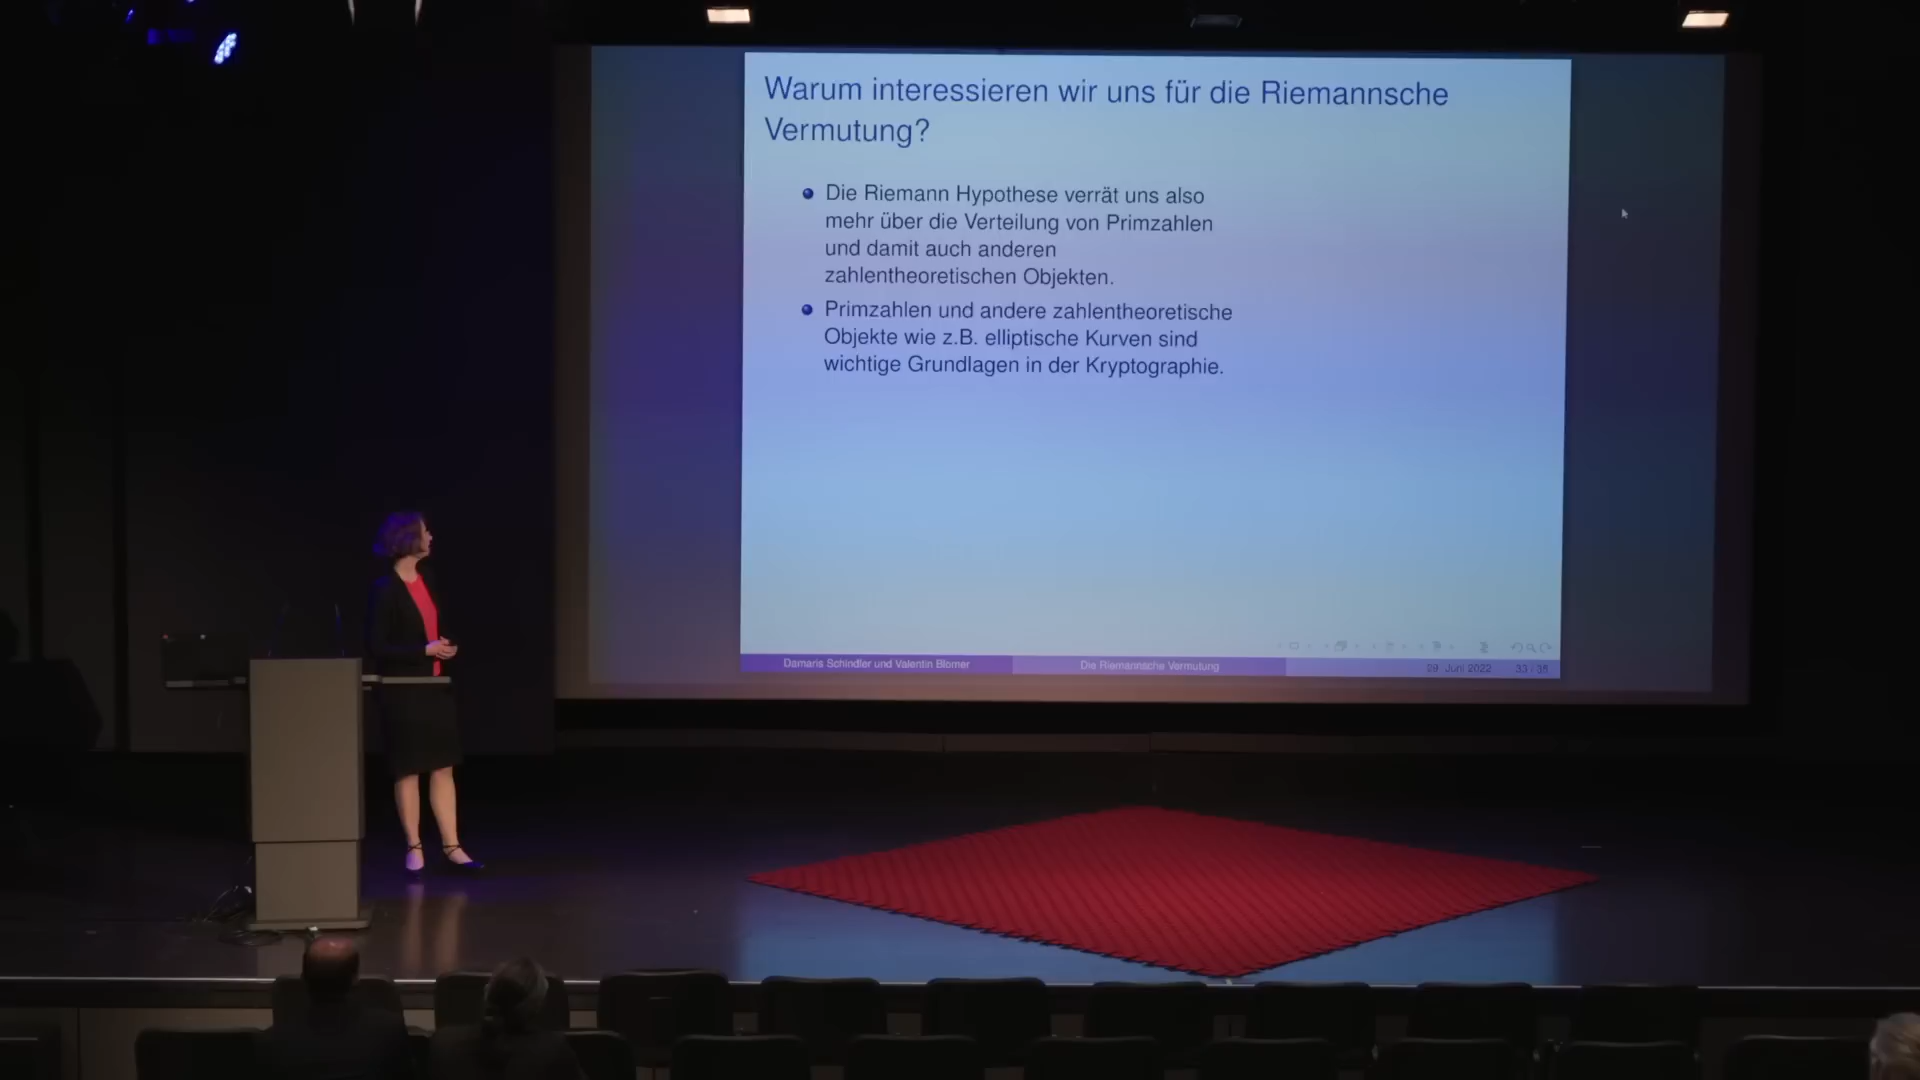 Warum interessieren wir uns für die Riemannsche
Vermutung?
Die Riemann Hypothese verrät uns also
mehr über die Verteilung von Primzahlen
und damit auch anderen
zahlentheoretischen Objekten.
Primzahlen und andere zahlentheoretische
Objekte wie z.B. elliptische Kurven sind
wichtige Grundlagen in der Kryptographie.
Damaris Schindler und Valentin Blomer
Die Riemannsche Vermutung
Juni 2022